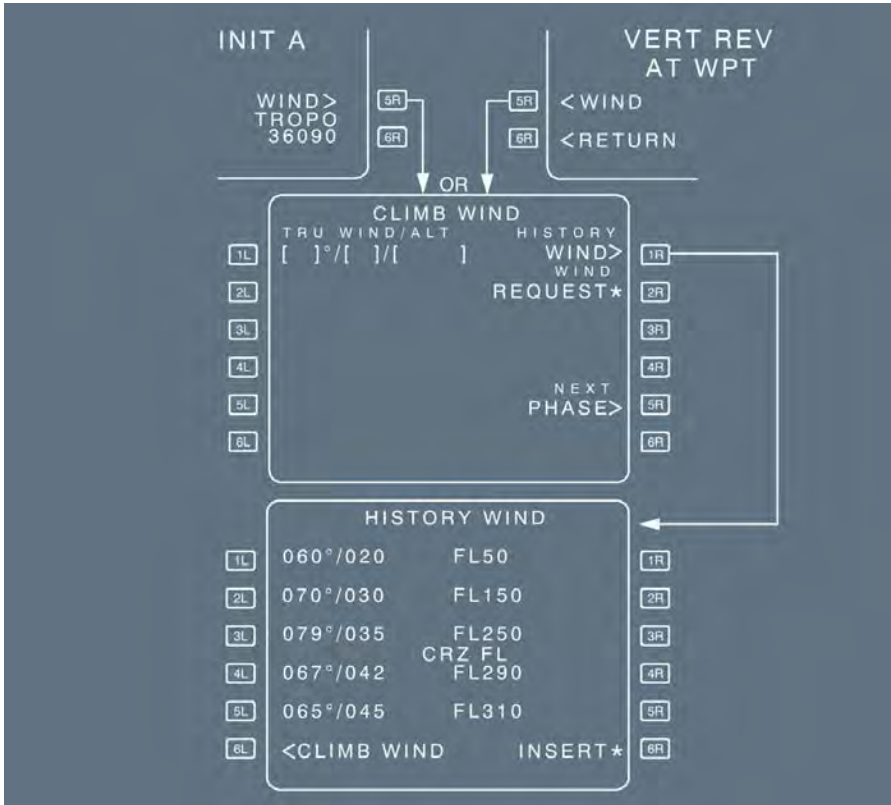 INIT A
WIND>
TROPO
36090
5R
6R
VERT REV
AT WPT
5R <WIND
6R <RETURN
OR
CLIMB WIND
TRU WIND/ALT HISTORY
1L [ ]°/[ ]/[ ] WIND> 1R
WIND
2L REQUEST* 2R
3L 3R
4L 4R
NEXT
5L PHASE> 5R
6L 6R
HISTORY WIND
1L 060°/020 FL50 1R
2L 070°/030 FL150 2R
3L 079°/035 FL250 3R
CRZ FL
4L 067°/042 FL290 4R
5L 065°/045 FL310 5R
6L <CLIMB WIND INSERT* 6R